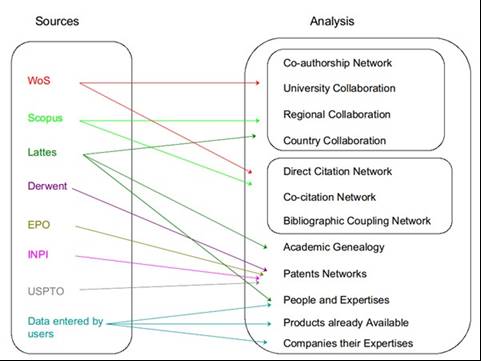 Sources
Analysis
WoS
Scopus
Lattes
Derwent
EPO
INPI
USPTO
Data entered by
users
Co-authorship Network
University Collaboration
Regional Collaboration
Country Collaboration
Direct Citation Network
Co-citation Network
Bibliographic Coupling Network
Academic Genealogy
Patents Networks
People and Expertises
Products already Available
Companies their Expertises